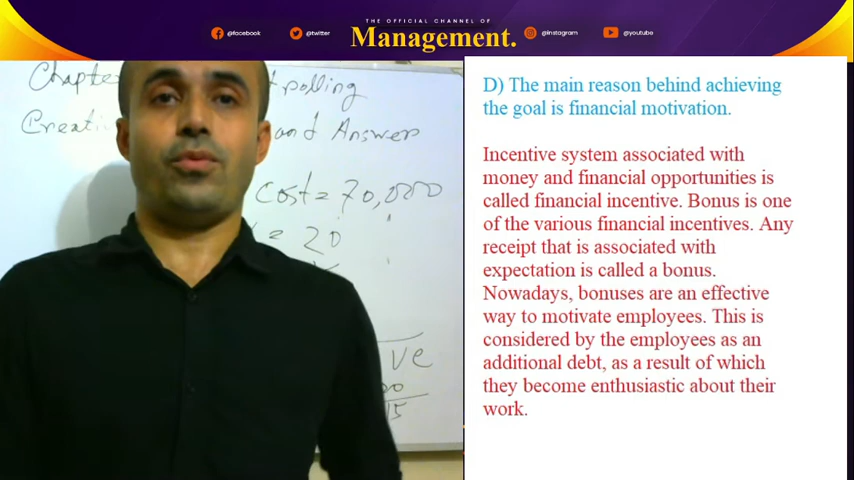 THE OFFICIAL CHANNEL OF
@facebook
@twitter
Management.
@instagram
@youtube
Chapte
polling
Creati
and Answer
cost = 70,000
= 20
ve
15
D) The main reason behind achieving
the goal is financial motivation.
Incentive system associated with
money and financial opportunities is
called financial incentive. Bonus is one
of the various financial incentives. Any
receipt that is associated with
expectation is called a bonus.
Nowadays, bonuses are an effective
way to motivate employees. This is
considered by the employees as an
additional debt, as a result of which
they become enthusiastic about their
work.